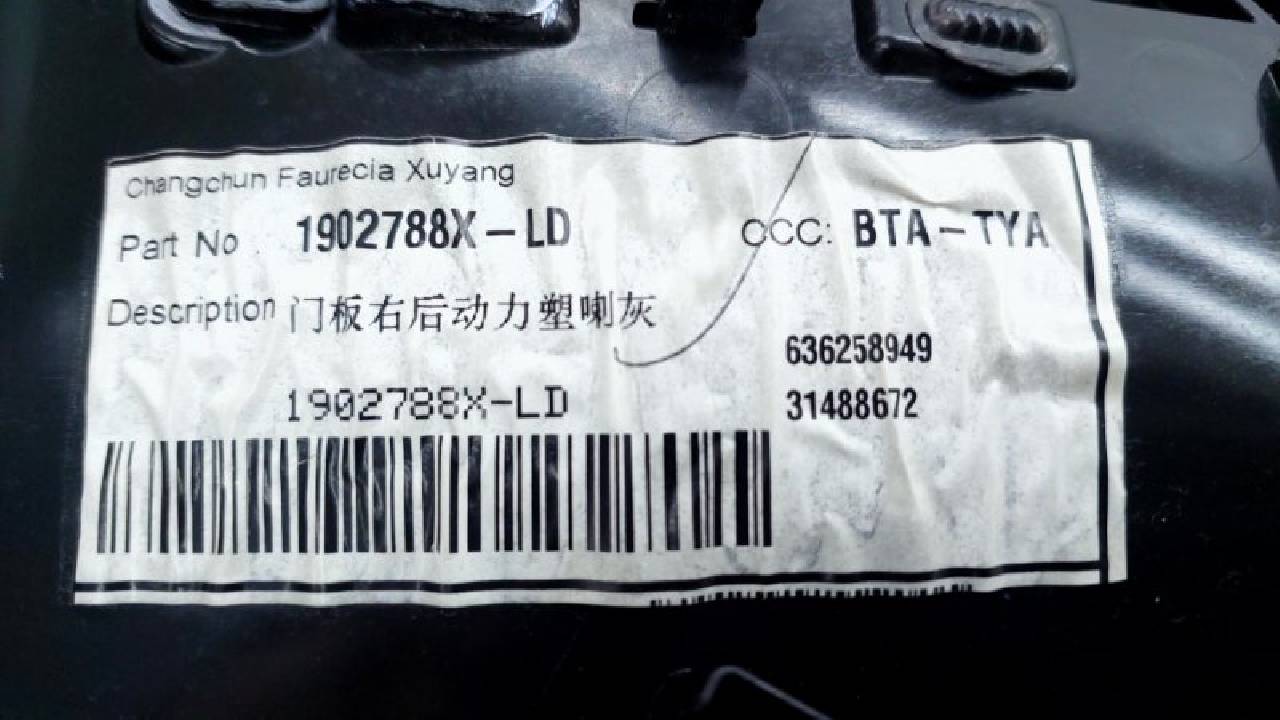 Changchun Faurecia Xuyang
Part No. 1902788X-LD CCC: BTA-TYA
Description 门板右后动力塑喇灰
636258949
1902788X-LD 31488672